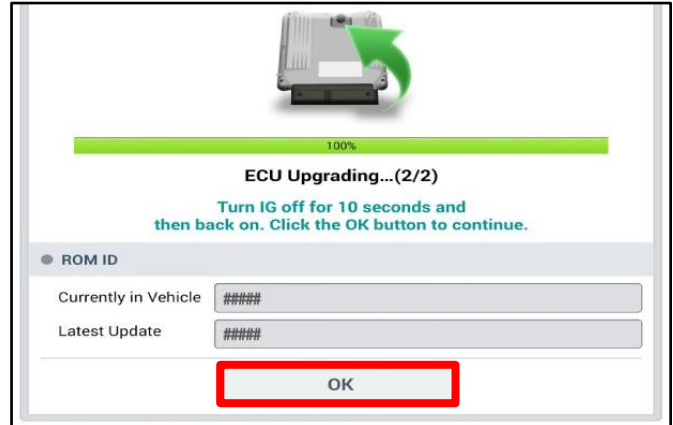 100%
ECU Upgrading...(2/2)
Turn IG off for 10 seconds and
then back on. Click the OK button to continue.
ROM ID
Currently in Vehicle #####
Latest Update #####
OK